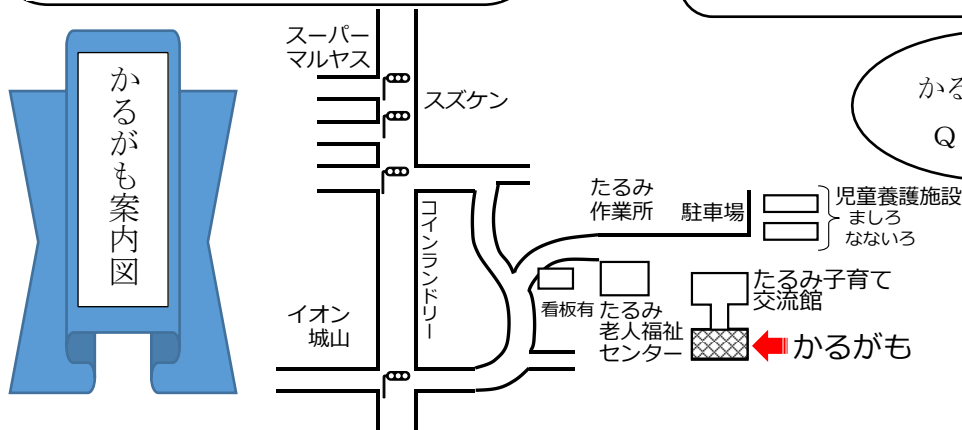 かるがも案内図
スーパー
マルヤス
スズケン
コインランドリー
イオン
城山
たるみ
作業所
駐車場
児童養護施設
ましろ
なないろ
看板有
たるみ
老人福祉
センター
たるみ子育て
交流館
かるがも
かる
Q